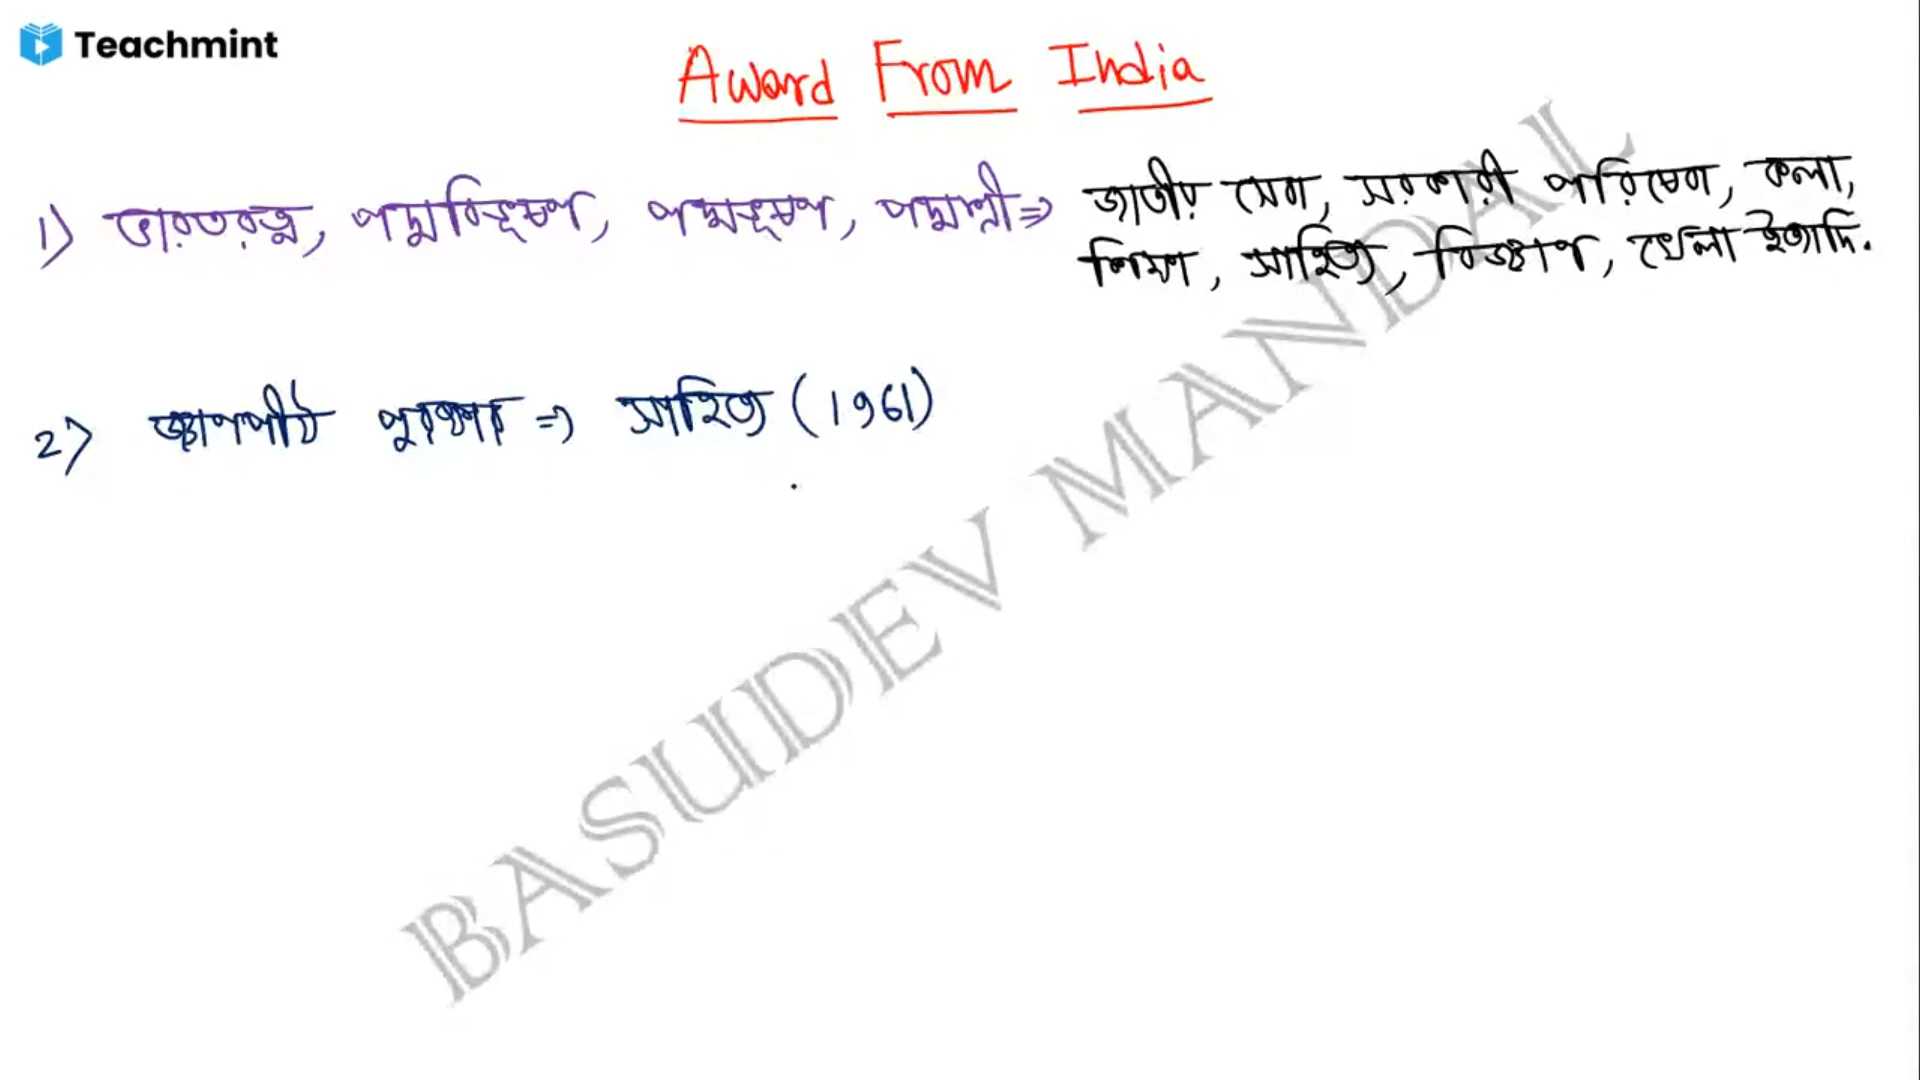 Teachmint
Award From India
1) ভারতরত্ন, পদ্মবিভূষণ, পদ্মভূষণ, পদ্মশ্রী ⇒ জাতীয় সেবা, সরকারী পরিষেবা, কলা,
শিক্ষা, সাহিত্য, বিজ্ঞাণ, খেলা ইত্যাদি.
2) জ্ঞাণপীঠ পুরস্কার ⇒ সাহিত্য (1961)
BASUDEV MANDAL